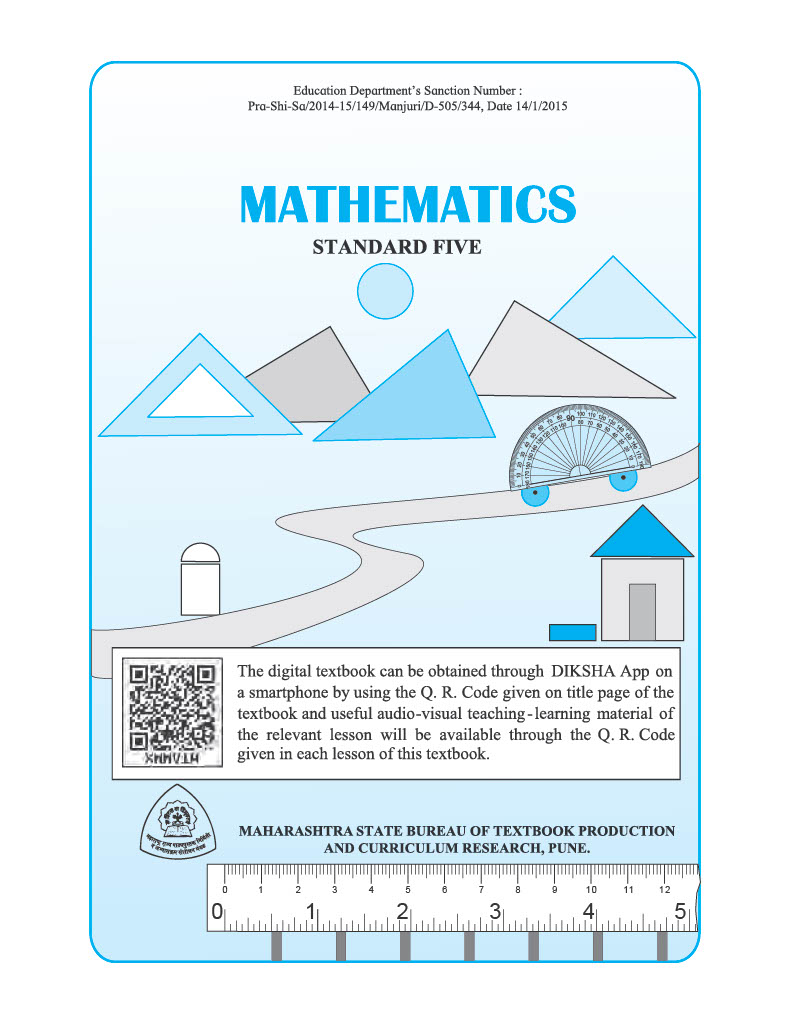 Education Department’s Sanction Number :
Pra-Shi-Sa/2014-15/149/Manjuri/D-505/344, Date 14/1/2015
MATHEMATICS
STANDARD FIVE
90
The digital textbook can be obtained through DIKSHA App on
a smartphone by using the Q. R. Code given on title page of the
textbook and useful audio-visual teaching-learning material of
the relevant lesson will be available through the Q. R. Code
given in each lesson of this textbook.
MAHARASHTRA STATE BUREAU OF TEXTBOOK PRODUCTION
AND CURRICULUM RESEARCH, PUNE.
0 1 2 3 4 5 6 7 8 9 10 11 12
0 1 2 3 4 5